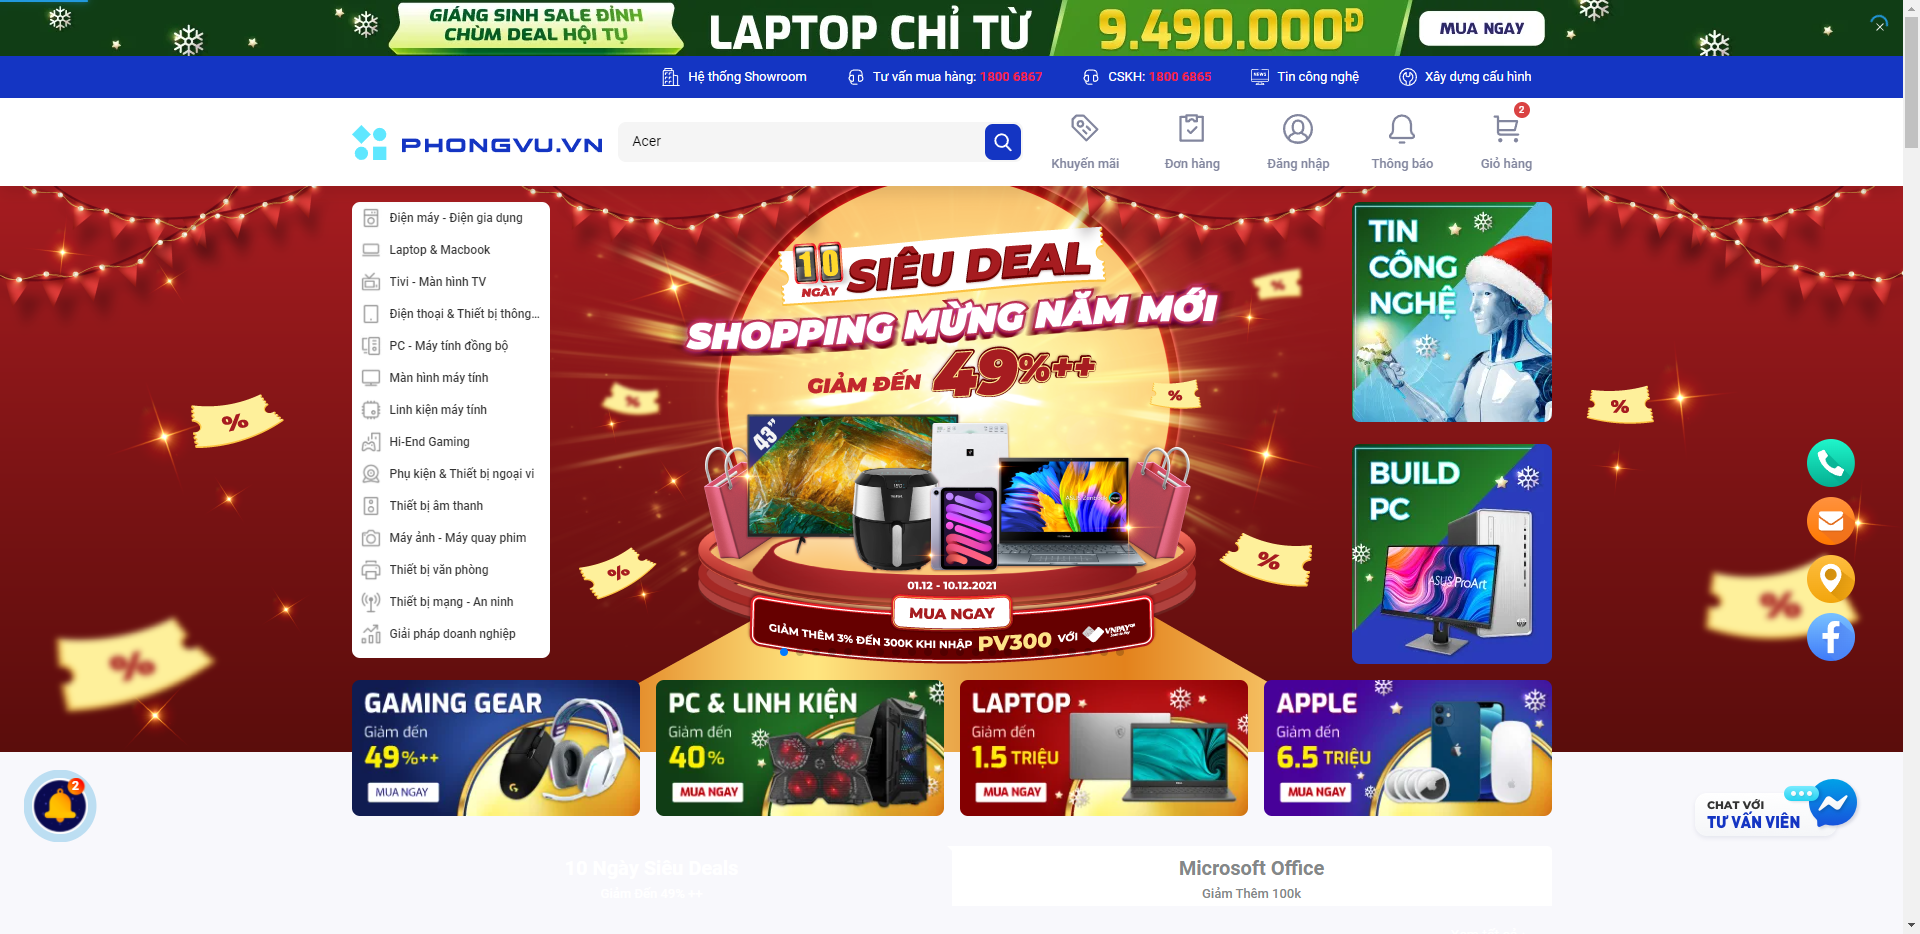 GIÁNG SINH SALE ĐỈNH
CHÙM DEAL HỘI TỤ
LAPTOP CHỈ TỪ
9.490.000Đ
MUA NGAY
Hệ thống Showroom
Tư vấn mua hàng: 1800 6867
CSKH: 1800 6865
Tin công nghệ
Xây dựng cấu hình
PHONGVU.VN
Acer
Khuyến mãi
Đơn hàng
Đăng nhập
Thông báo
2
Giỏ hàng
Điện máy - Điện gia dụng
Laptop & Macbook
Tivi - Màn hình TV
Điện thoại & Thiết bị thông...
PC - Máy tính đồng bộ
Màn hình máy tính
Linh kiện máy tính
Hi-End Gaming
Phụ kiện & Thiết bị ngoại vi
Thiết bị âm thanh
Máy ảnh - Máy quay phim
Thiết bị văn phòng
Thiết bị mạng - An ninh
Giải pháp doanh nghiệp
10 NGÀY
SIÊU DEAL
SHOPPING MỪNG NĂM MỚI
GIẢM ĐẾN 49%++
43”
01.12 - 10.12.2021
MUA NGAY
GIẢM THÊM 3% ĐẾN 300K KHI NHẬP PV300 VỚI VNPAY
%
%
%
%
%
%
%
%
%
TIN
CÔNG
NGHỆ
BUILD
PC
ASUS ProArt
GAMING GEAR
Giảm đến
49%++
MUA NGAY
PC & LINH KIỆN
Giảm đến
40%
MUA NGAY
LAPTOP
Giảm đến
1.5 TRIỆU
MUA NGAY
APPLE
Giảm đến
6.5 TRIỆU
MUA NGAY
2
CHAT VỚI
TƯ VẤN VIÊN
10 Ngày Siêu Deals
Giảm Đến 49% ++
Microsoft Office
Giảm Thêm 100k